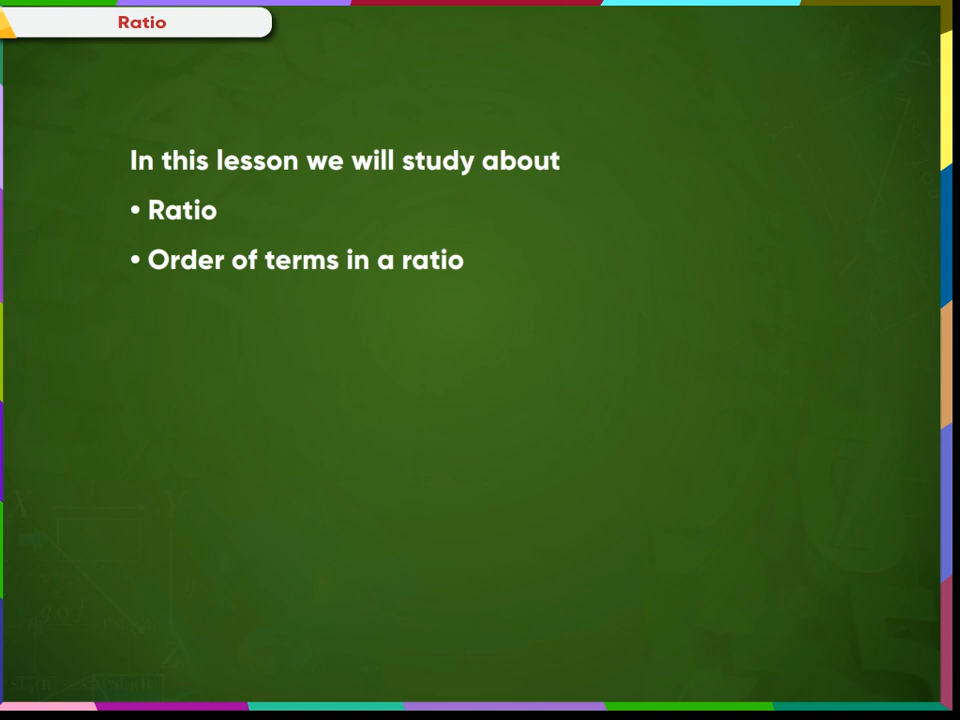 Ratio
In this lesson we will study about
• Ratio
• Order of terms in a ratio